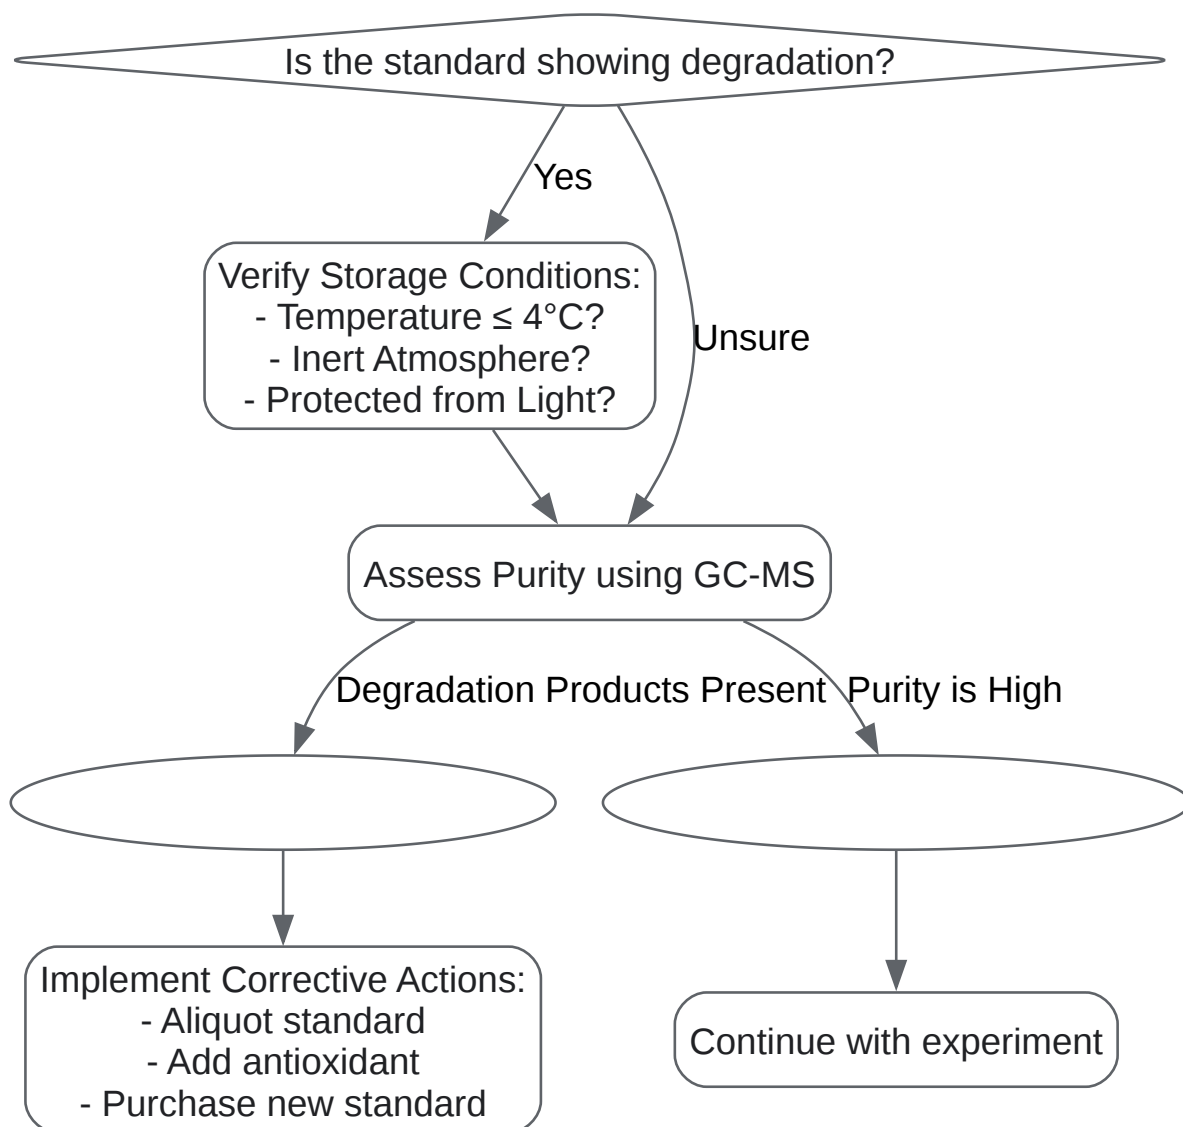 Is the standard showing degradation?
Yes
Verify Storage Conditions:
- Temperature ≤ 4°C?
- Inert Atmosphere?
- Protected from Light?
Unsure
Assess Purity using GC-MS
Degradation Products Present
Purity is High
Implement Corrective Actions:
- Aliquot standard
- Add antioxidant
- Purchase new standard
Continue with experiment